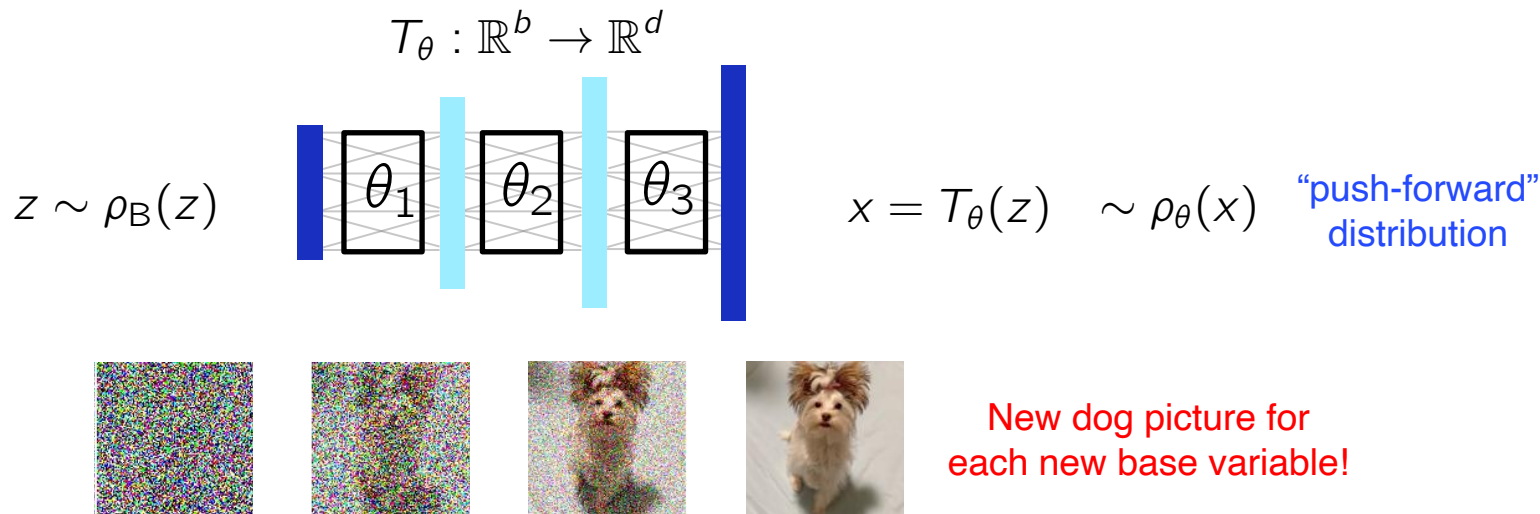 T_θ : ℝ^b → ℝ^d
z ∼ ρ_B(z)
θ_1
θ_2
θ_3
x = T_θ(z) ∼ ρ_θ(x)
“push-forward”
distribution
New dog picture for
each new base variable!